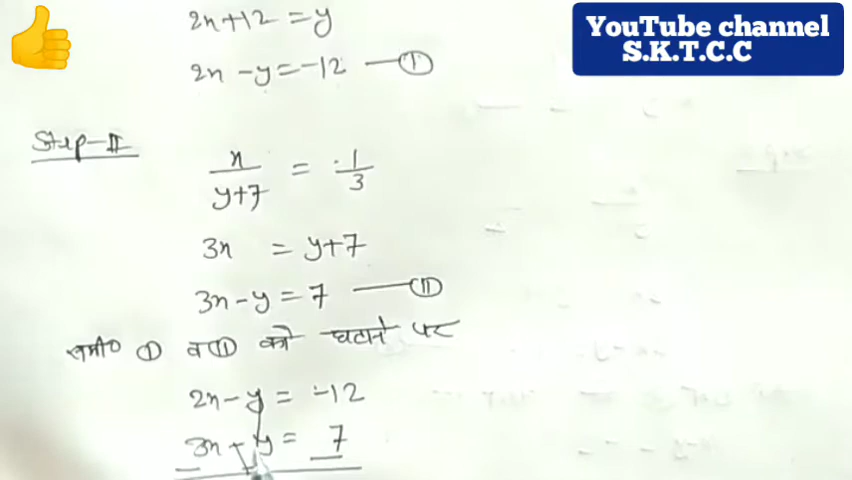 YouTube channel
S.K.T.C.C
2x+12=y
2x-y=-12 —Ⓘ
Step-II
x/(y+7) = 1/3
3x = y+7
3x-y=7 —(II)
समी० ① व (II) को घटाने पर
2x-y=-12
3x-y= 7